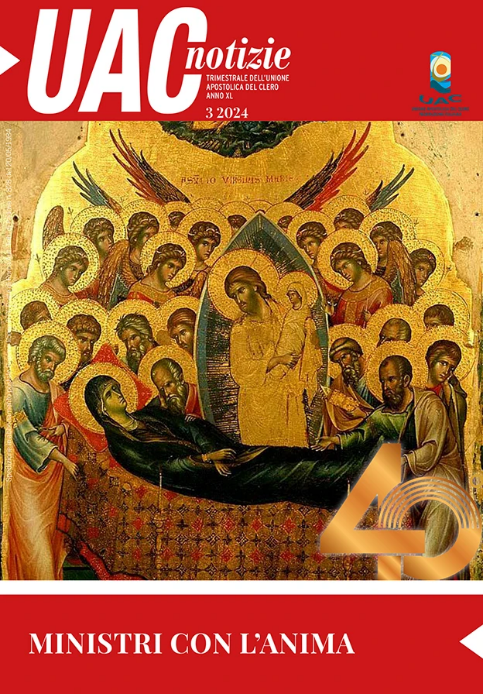 UAC notizie
TRIMESTRALE DELL'UNIONE
APOSTOLICA DEL CLERO
ANNO XL
3 2024
UAC
40
MINISTRI CON L'ANIMA